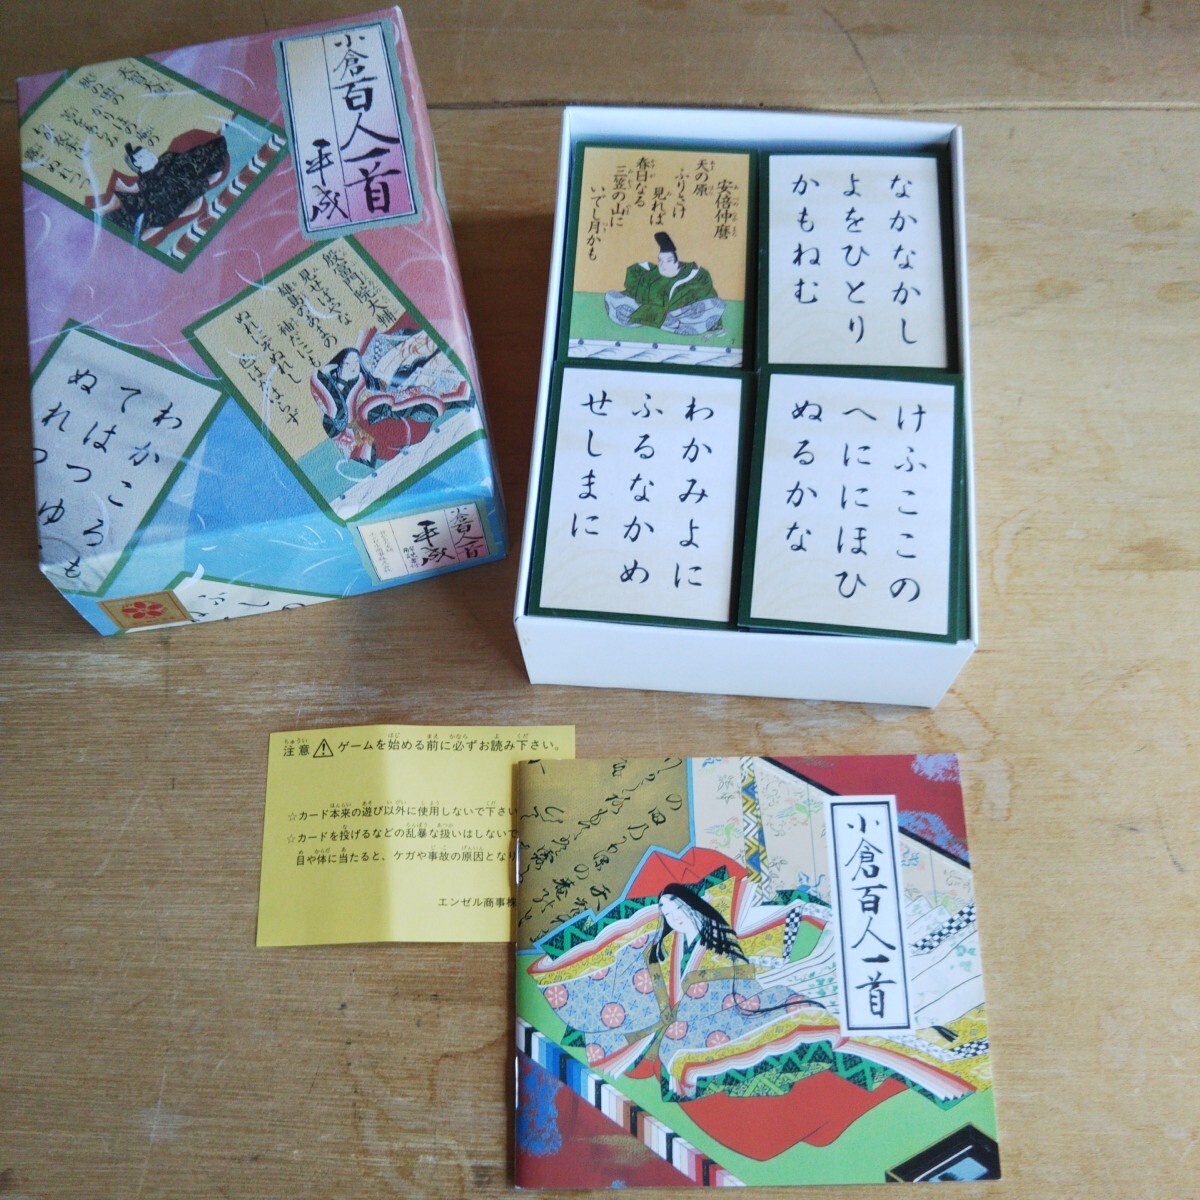 小倉百人一首
平成
殷富門院大輔
見せばやな
雄島のあまの
袖だにも
ぬれにぞぬれし
色はかはらず
わかころも
てはつゆ
ぬれつつ
小倉百人一首
平成
安倍仲麿
天の原
ふりさけ
見れば
春日なる
三笠の山に
いでし月かも
なかなかし
よをひとり
かもねむ
わかみよに
ふるなかめ
せしまに
けふここの
へににほひ
ぬるかな
注意 ゲームを始める前に必ずお読み下さい。
☆カード本来の遊び以外に使用しないで下さい
☆カードを投げるなどの乱暴な扱いはしないで
目や体に当たると、ケガや事故の原因となり
エンゼル商事株
小倉百人一首